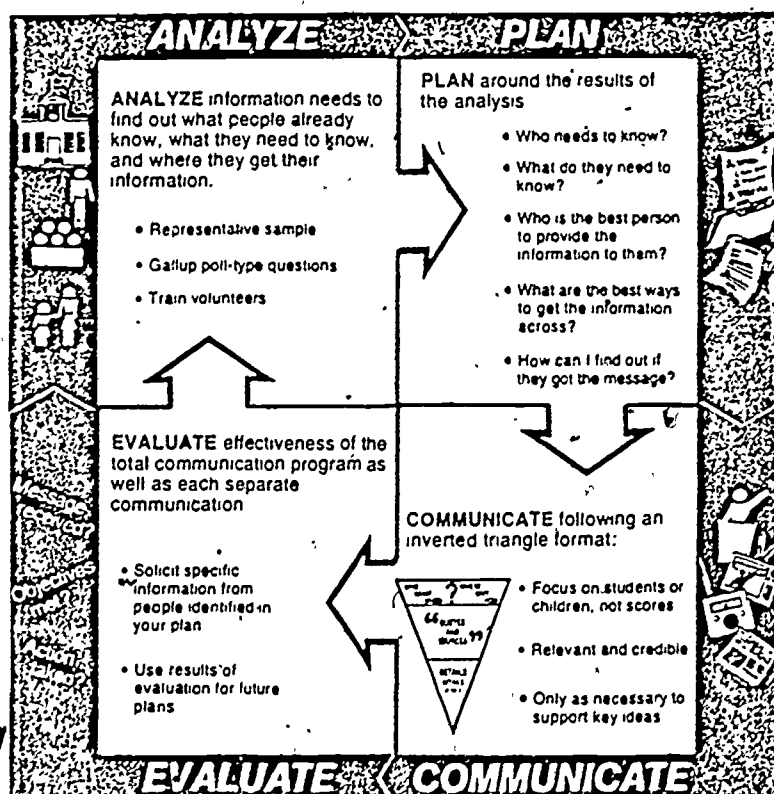 ANALYZE
PLAN
ANALYZE information needs to
find out what people already
know, what they need to know,
and where they get their
information.
• Representative sample
• Gallup poll-type questions
• Train volunteers
PLAN around the results of
the analysis
• Who needs to know?
• What do they need to
know?
• Who is the best person
to provide the
information to them?
• What are the best ways
to get the information
across?
• How can I find out if
they got the message?
EVALUATE effectiveness of the
total communication program as
well as each separate
communication
• Solicit specific
information from
people identified in
your plan
• Use results of
evaluation for future
plans
COMMUNICATE following an
inverted triangle format:
?
“ QUOTES
AND
”
DETAILS
• Focus on students or
children, not scores
• Relevant and credible
• Only as necessary to
support key ideas
Message
EVALUATE
COMMUNICATE